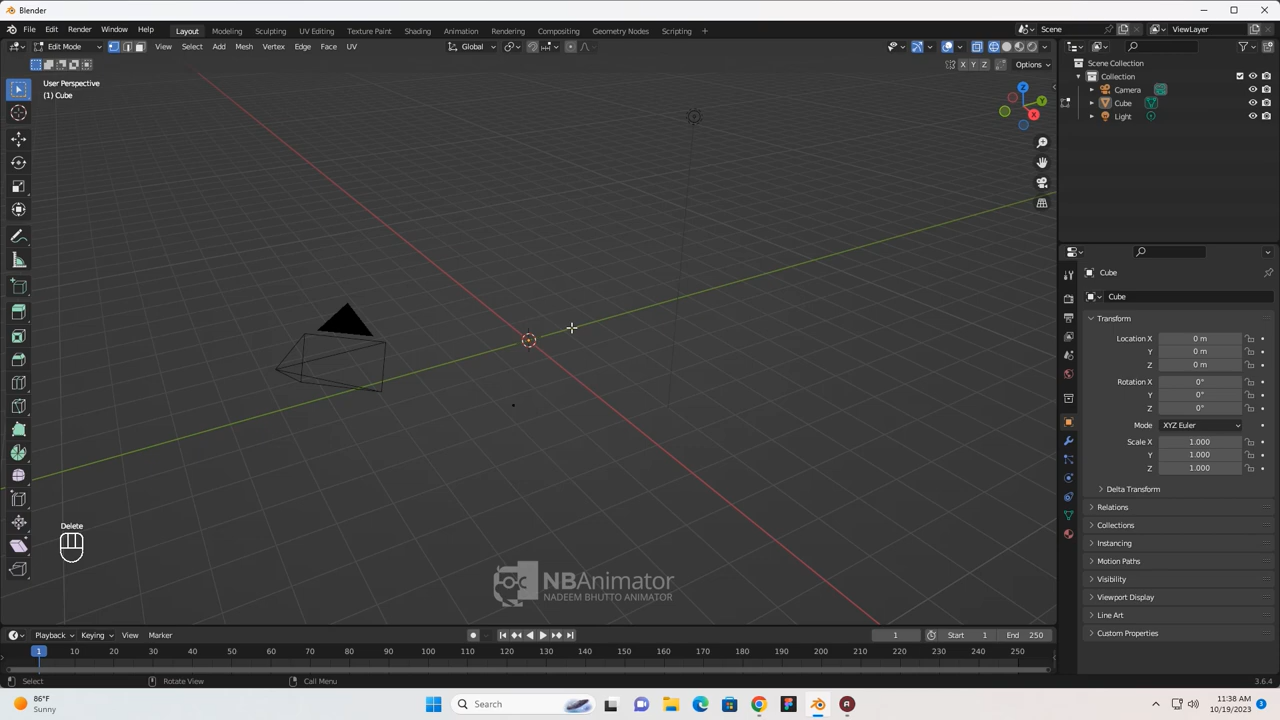 Blender
File Edit Render Window Help Layout Modeling Sculpting UV Editing Texture Paint Shading Animation Rendering Compositing Geometry Nodes Scripting + Scene ViewLayer
Edit Mode View Select Add Mesh Vertex Edge Face UV Global
X Y Z Options
User Perspective
(1) Cube
Z
Y
X
Scene Collection
Collection
Camera
Cube
Light
Cube
Cube
Transform
Location X 0 m
Y 0 m
Z 0 m
Rotation X 0°
Y 0°
Z 0°
Mode XYZ Euler
Scale X 1.000
Y 1.000
Z 1.000
Delta Transform
Relations
Collections
Instancing
Motion Paths
Visibility
Viewport Display
Line Art
Custom Properties
Delete
NBAnimator
NADEEM BHUTTO ANIMATOR
Playback Keying View Marker 1 Start 1 End 250
1 10 20 30 40 50 60 70 80 90 100 110 120 130 140 150 160 170 180 190 200 210 220 230 240 250
Select Rotate View Call Menu 3.6.4
86°F
Sunny
Search
11:38 AM
10/19/2023
3